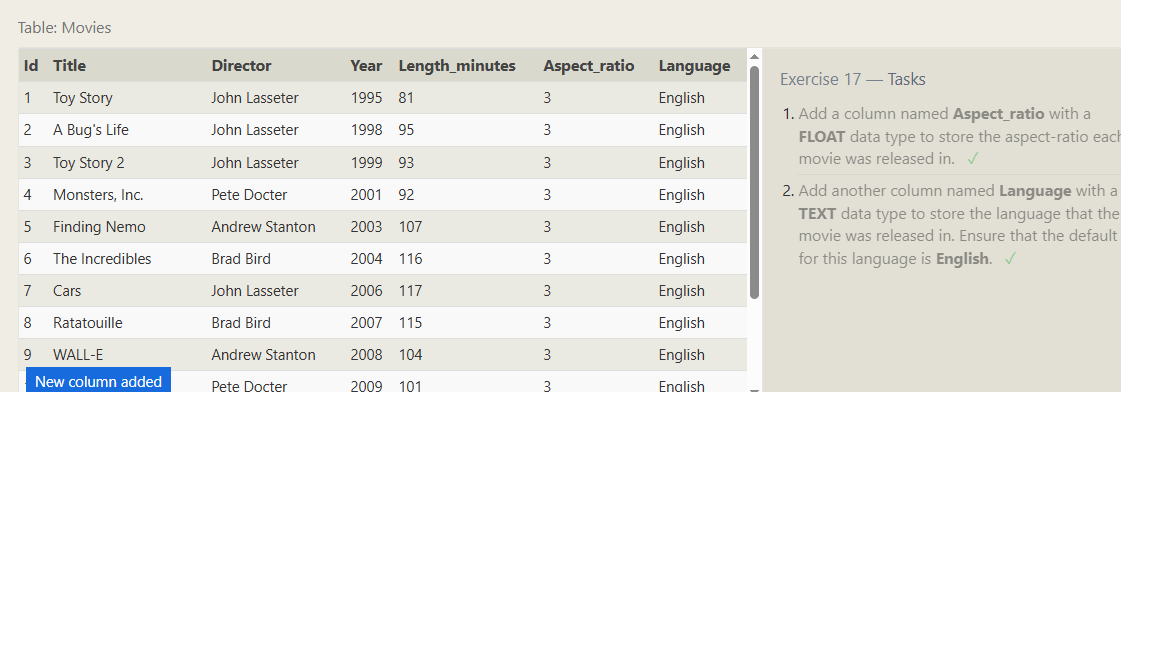 Table: Movies
Id Title Director Year Length_minutes Aspect_ratio Language
1 Toy Story John Lasseter 1995 81 3 English
2 A Bug's Life John Lasseter 1998 95 3 English
3 Toy Story 2 John Lasseter 1999 93 3 English
4 Monsters, Inc. Pete Docter 2001 92 3 English
5 Finding Nemo Andrew Stanton 2003 107 3 English
6 The Incredibles Brad Bird 2004 116 3 English
7 Cars John Lasseter 2006 117 3 English
8 Ratatouille Brad Bird 2007 115 3 English
9 WALL-E Andrew Stanton 2008 104 3 English
Pete Docter 2009 101 3 English
New column added
Exercise 17 — Tasks
1. Add a column named Aspect_ratio with a
FLOAT data type to store the aspect-ratio each
movie was released in. ✓
2. Add another column named Language with a
TEXT data type to store the language that the
movie was released in. Ensure that the default
for this language is English. ✓